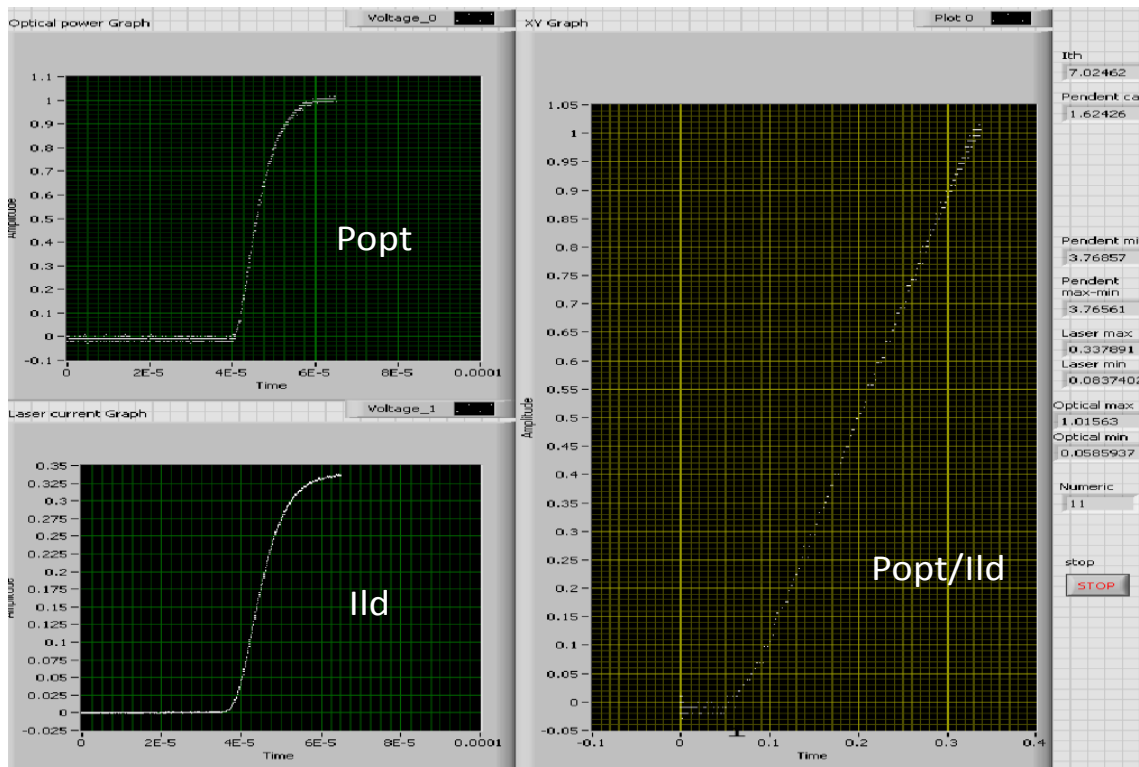 Optical power Graph
Voltage_0
Amplitude
1.1
1
0.9
0.8
0.7
0.6
0.5
0.4
0.3
0.2
0.1
0
-0.1
0
2E-5
4E-5
6E-5
8E-5
0.0001
Time
Popt
Laser current Graph
Voltage_1
Amplitude
0.35
0.325
0.3
0.275
0.25
0.225
0.2
0.175
0.15
0.125
0.1
0.075
0.05
0.025
0
-0.025
0
2E-5
4E-5
6E-5
8E-5
0.0001
Time
Ild
XY Graph
Plot 0
Amplitude
1.05
1
0.95
0.9
0.85
0.8
0.75
0.7
0.65
0.6
0.55
0.5
0.45
0.4
0.35
0.3
0.25
0.2
0.15
0.1
0.05
0
-0.05
-0.1
0
0.1
0.2
0.3
0.4
Time
Popt/Ild
Ith
7.02462
Pendent ca
1.62426
Pendent mi
3.76857
Pendent
max-min
3.76561
Laser max
0.337891
Laser min
0.0837402
Optical max
1.01563
Optical min
0.0585937
Numeric
11
stop
STOP